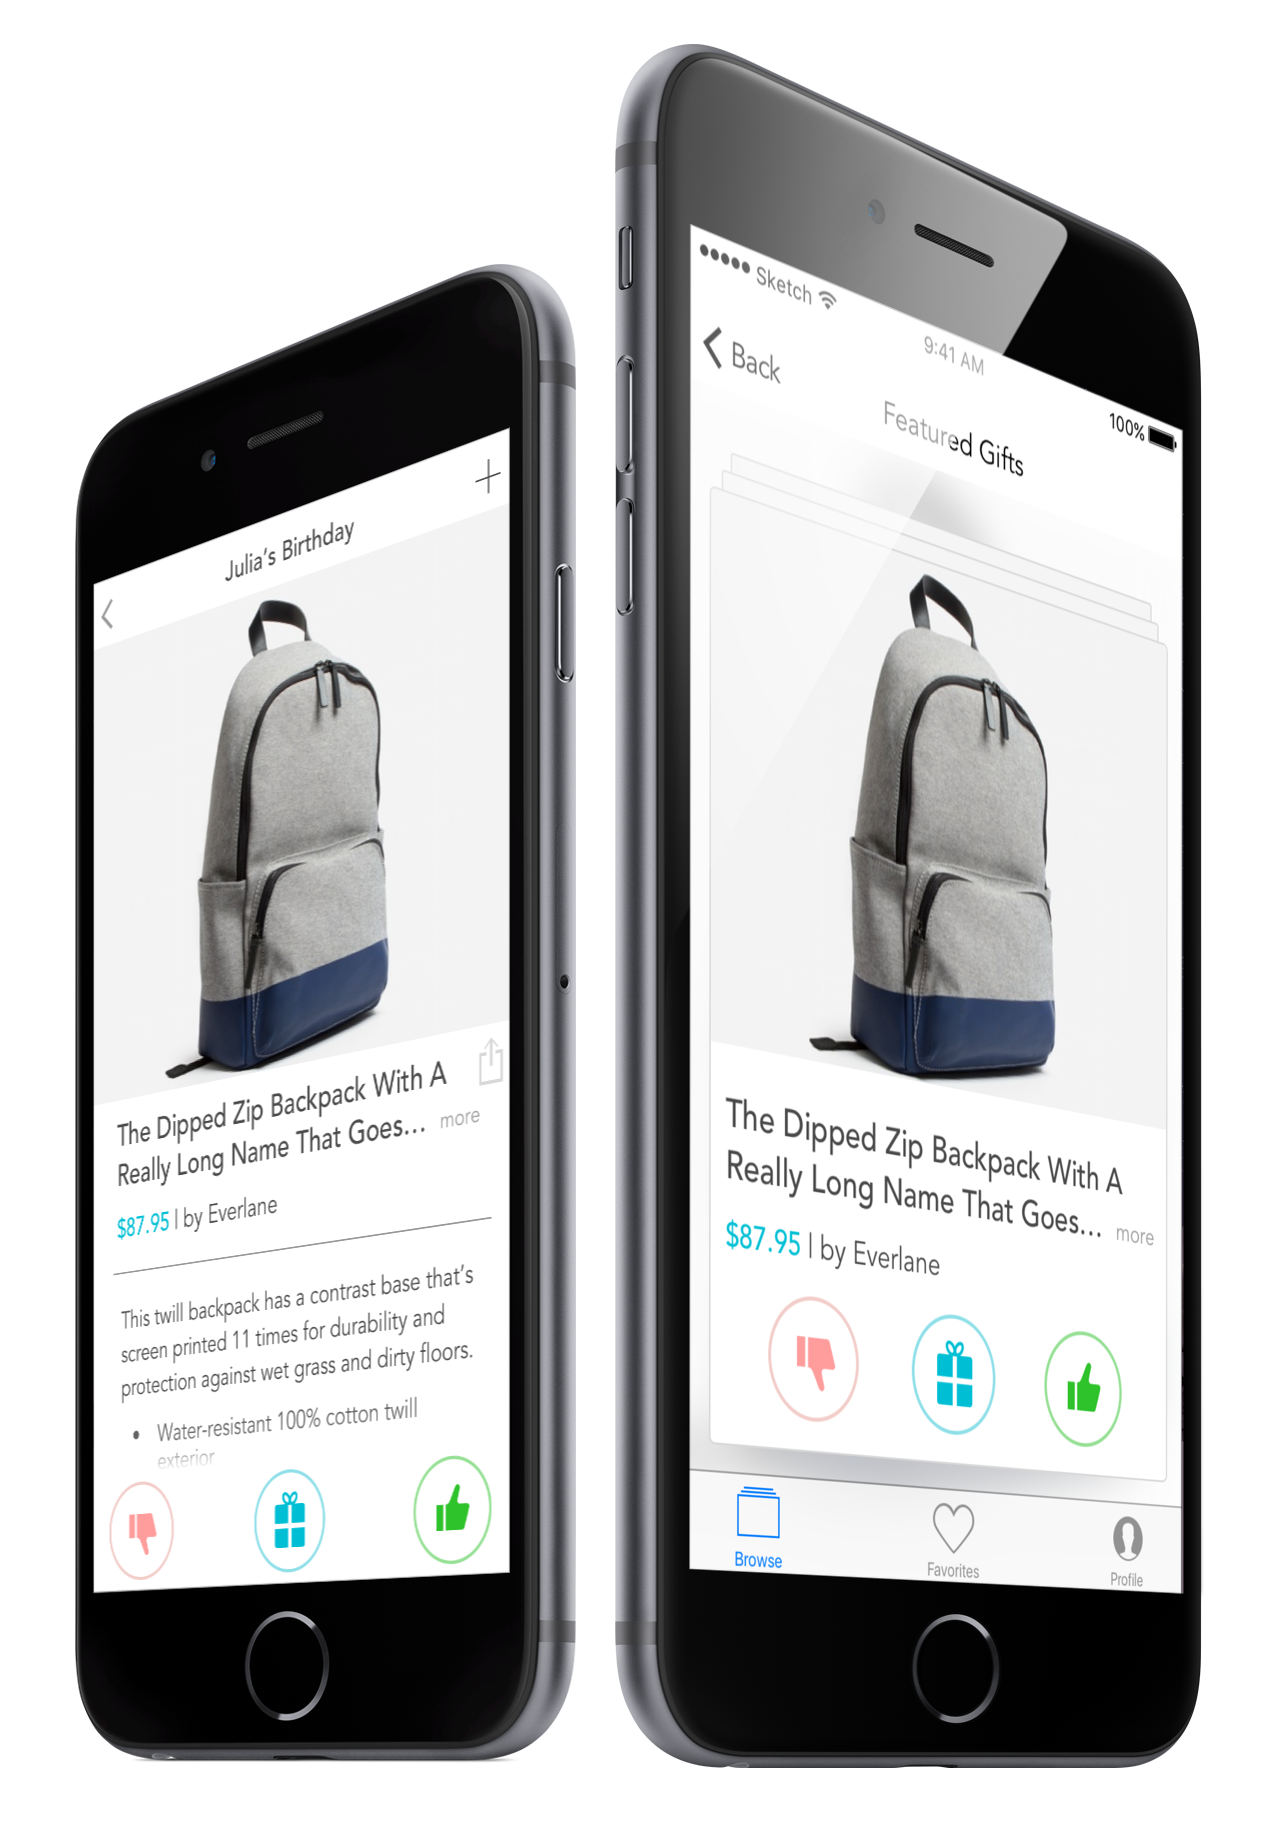 Julia's Birthday
The Dipped Zip Backpack With A
Really Long Name That Goes... more
$87.95 | by Everlane
This twill backpack has a contrast base that's
screen printed 11 times for durability and
protection against wet grass and dirty floors.
• Water-resistant 100% cotton twill
exterior
Sketch
9:41 AM
100%
Back
Featured Gifts
The Dipped Zip Backpack With A
Really Long Name That Goes... more
$87.95 | by Everlane
Browse
Favorites
Profile